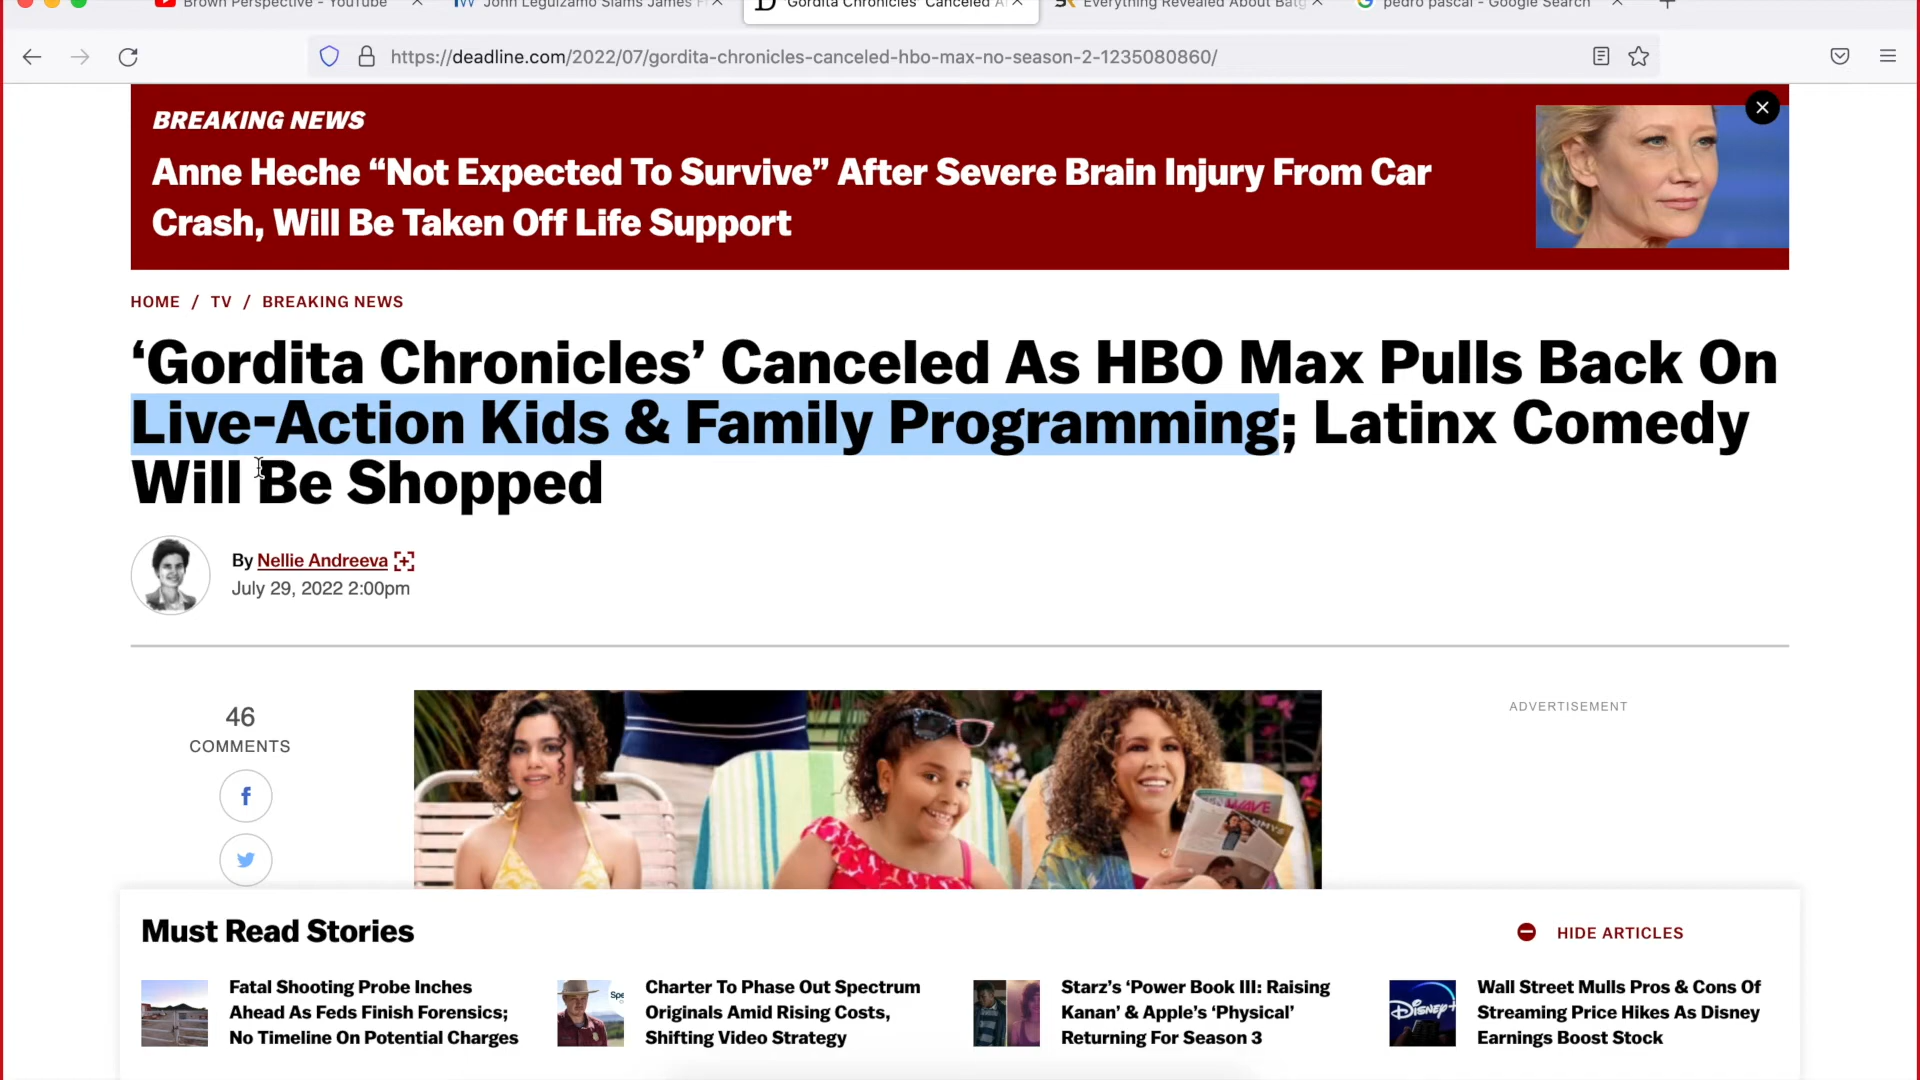 Brown Perspective - YouTube
John Leguizamo Slams James Fr
'Gordita Chronicles' Canceled A
Everything Revealed About Batg
pedro pascal - Google Search
https://deadline.com/2022/07/gordita-chronicles-canceled-hbo-max-no-season-2-1235080860/
BREAKING NEWS
Anne Heche “Not Expected To Survive” After Severe Brain Injury From Car
Crash, Will Be Taken Off Life Support
HOME / TV / BREAKING NEWS
‘Gordita Chronicles’ Canceled As HBO Max Pulls Back On
Live-Action Kids & Family Programming; Latinx Comedy
Will Be Shopped
By Nellie Andreeva
July 29, 2022 2:00pm
46
COMMENTS
ADVERTISEMENT
WAVE
Must Read Stories
HIDE ARTICLES
Fatal Shooting Probe Inches
Ahead As Feds Finish Forensics;
No Timeline On Potential Charges
Spe
Charter To Phase Out Spectrum
Originals Amid Rising Costs,
Shifting Video Strategy
Starz’s ‘Power Book III: Raising
Kanan’ & Apple’s ‘Physical’
Returning For Season 3
Disney+
Wall Street Mulls Pros & Cons Of
Streaming Price Hikes As Disney
Earnings Boost Stock